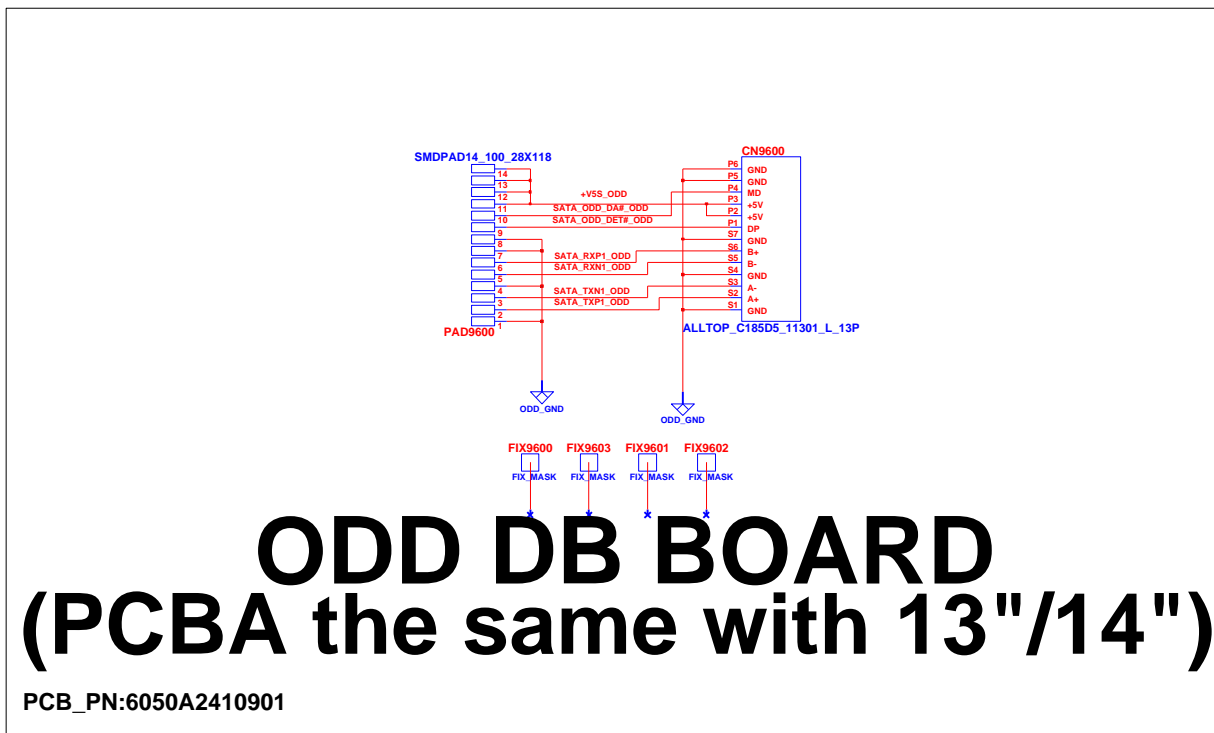 SMDPAD14_100_28X118
14
13
12
11
10
9
8
7
6
5
4
3
2
1
PAD9600
+V5S_ODD
SATA_ODD_DA#_ODD
SATA_ODD_DET#_ODD
SATA_RXP1_ODD
SATA_RXN1_ODD
SATA_TXN1_ODD
SATA_TXP1_ODD
CN9600
P6 GND
P5 GND
P4 MD
P3 +5V
P2 +5V
P1 DP
S7 GND
S6 B+
S5 B-
S4 GND
S3 A-
S2 A+
S1 GND
ALLTOP_C185D5_11301_L_13P
ODD_GND
ODD_GND
FIX9600 FIX9603 FIX9601 FIX9602
FIX_MASK FIX_MASK FIX_MASK FIX_MASK
ODD DB BOARD
(PCBA the same with 13"/14")
PCB_PN:6050A2410901